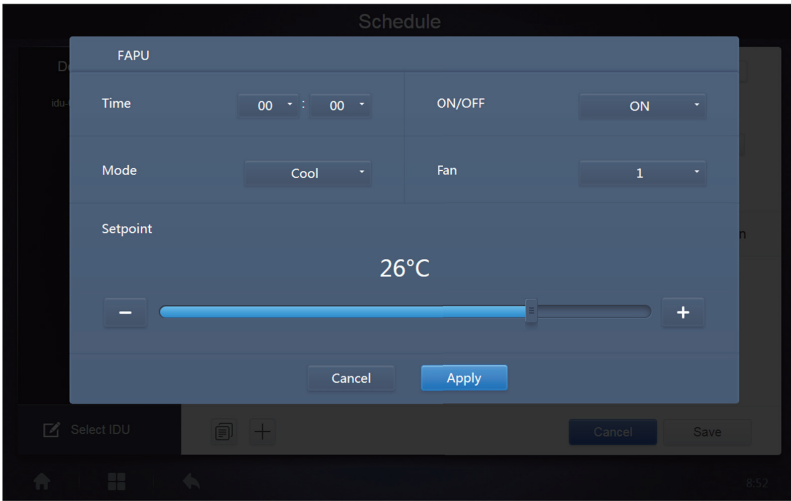 Schedule
FAPU
Time 00 : 00 ON/OFF ON
idu-
Mode Cool Fan 1
Setpoint
26°C
− +
Cancel Apply
Select IDU Cancel Save
8:52